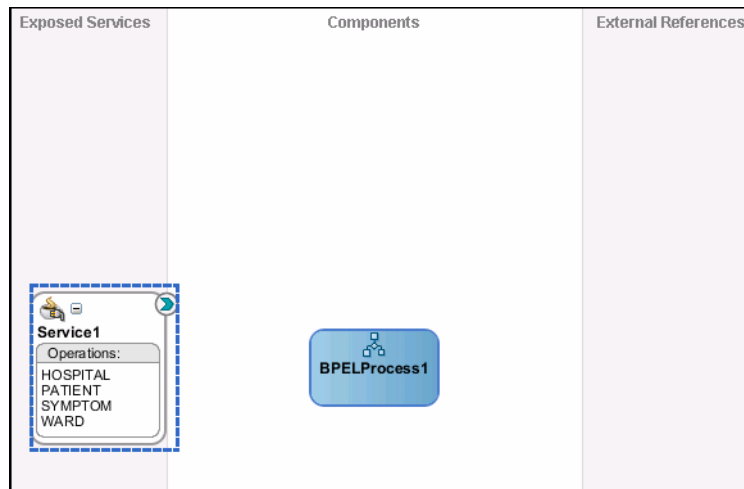 Exposed Services
Components
External References
Service1
Operations:
HOSPITAL
PATIENT
SYMPTOM
WARD
BPELProcess1